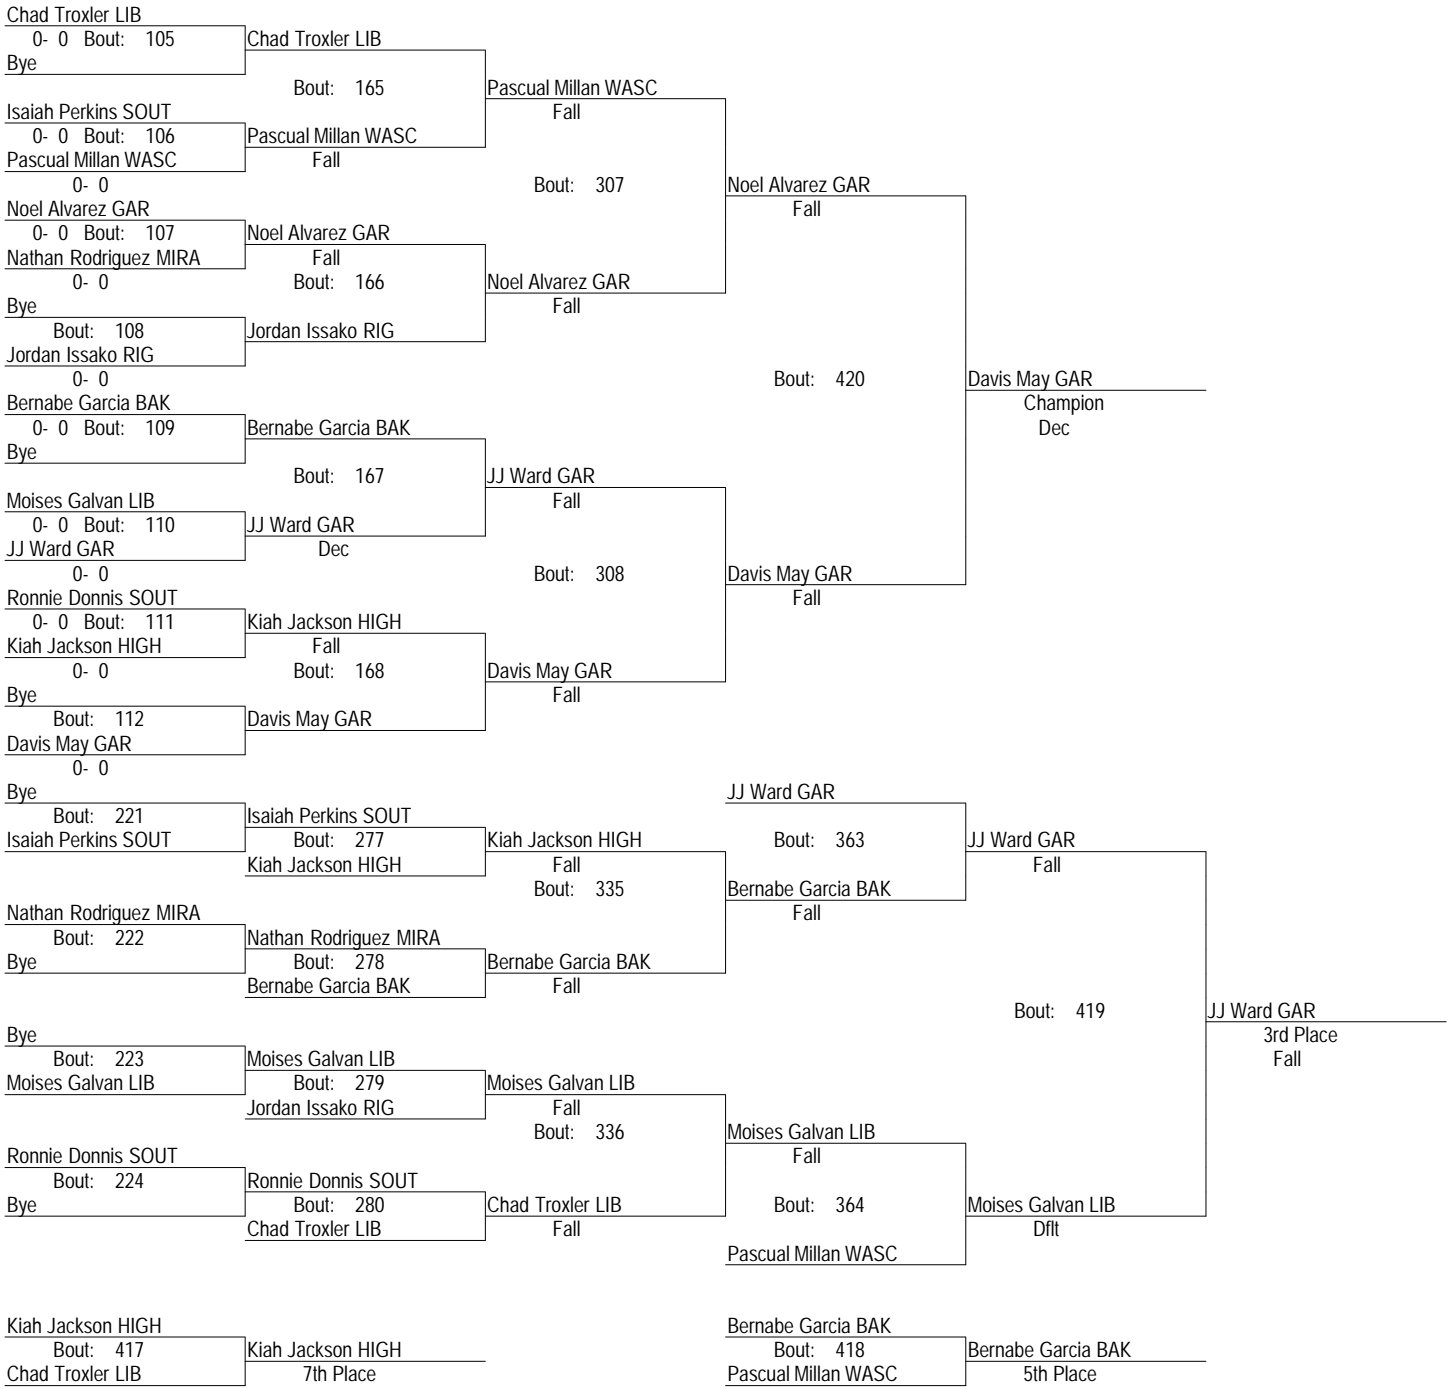 Chad Troxler LIB
0- 0 Bout: 105 Chad Troxler LIB
Bye
Bout: 165 Pascual Millan WASC
Isaiah Perkins SOUT Fall
0- 0 Bout: 106 Pascual Millan WASC
Pascual Millan WASC Fall
0- 0 Bout: 307 Noel Alvarez GAR
Noel Alvarez GAR Fall
0- 0 Bout: 107 Noel Alvarez GAR
Nathan Rodriguez MIRA Fall
0- 0 Bout: 166 Noel Alvarez GAR
Bye Fall
Bout: 108 Jordan Issako RIG
Jordan Issako RIG
0- 0 Bout: 420 Davis May GAR
Bernabe Garcia BAK Champion
0- 0 Bout: 109 Bernabe Garcia BAK Dec
Bye
Bout: 167 JJ Ward GAR
Moises Galvan LIB Fall
0- 0 Bout: 110 JJ Ward GAR
JJ Ward GAR Dec
0- 0 Bout: 308 Davis May GAR
Ronnie Donnis SOUT Fall
0- 0 Bout: 111 Kiah Jackson HIGH
Kiah Jackson HIGH Fall
0- 0 Bout: 168 Davis May GAR
Bye Fall
Bout: 112 Davis May GAR
Davis May GAR
0- 0
Bye JJ Ward GAR
Bout: 221 Isaiah Perkins SOUT
Isaiah Perkins SOUT Bout: 277 Kiah Jackson HIGH Bout: 363 JJ Ward GAR
Kiah Jackson HIGH Fall Fall
Bout: 335 Bernabe Garcia BAK
Nathan Rodriguez MIRA Fall
Bout: 222 Nathan Rodriguez MIRA
Bye Bout: 278 Bernabe Garcia BAK
Bernabe Garcia BAK Fall
Bout: 419 JJ Ward GAR
Bye 3rd Place
Bout: 223 Moises Galvan LIB Fall
Moises Galvan LIB Bout: 279 Moises Galvan LIB
Jordan Issako RIG Fall
Bout: 336 Moises Galvan LIB
Ronnie Donnis SOUT Fall
Bout: 224 Ronnie Donnis SOUT
Bye Bout: 280 Chad Troxler LIB Bout: 364 Moises Galvan LIB
Chad Troxler LIB Fall Dflt
Pascual Millan WASC
Kiah Jackson HIGH Bernabe Garcia BAK
Bout: 417 Kiah Jackson HIGH Bout: 418 Bernabe Garcia BAK
Chad Troxler LIB 7th Place Pascual Millan WASC 5th Place